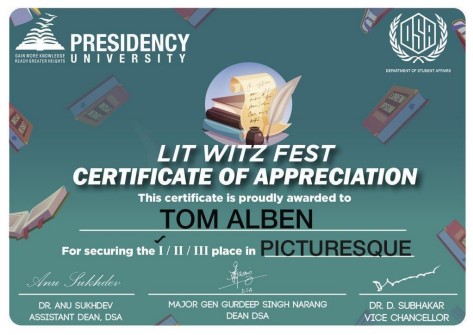 PRESIDENCY
UNIVERSITY
GAIN MORE KNOWLEDGE
REACH GREATER HEIGHTS
DSA
DEPARTMENT OF STUDENT AFFAIRS
LIT WITZ FEST
CERTIFICATE OF APPRECIATION
This certificate is proudly awarded to
TOM ALBEN
For securing the I / II / III place in PICTURESQUE
Anu Sukhdev
DSA
DR. ANU SUKHDEV
ASSISTANT DEAN, DSA
MAJOR GEN GURDEEP SINGH NARANG
DEAN DSA
DR. D. SUBHAKAR
VICE CHANCELLOR